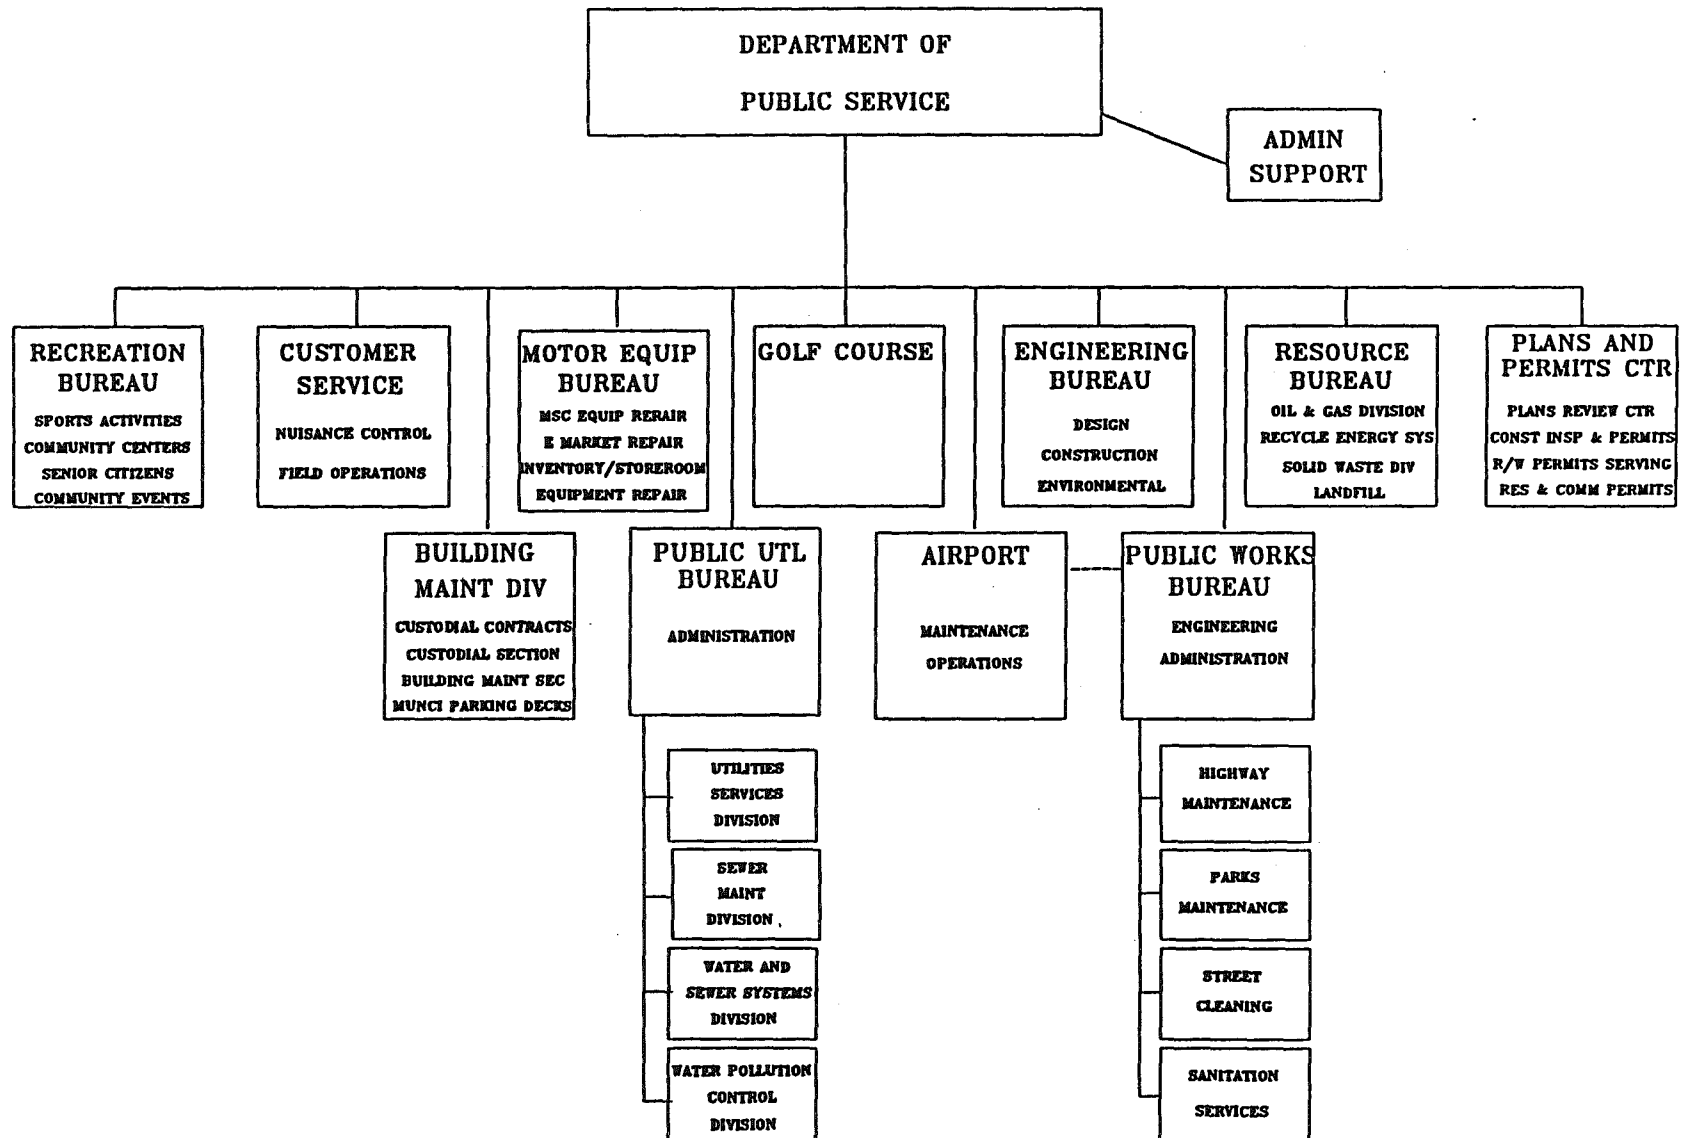 DEPARTMENT OF
PUBLIC SERVICE
ADMIN
SUPPORT
RECREATION
BUREAU
SPORTS ACTIVITIES
COMMUNITY CENTERS
SENIOR CITIZENS
COMMUNITY EVENTS
CUSTOMER
SERVICE
NUISANCE CONTROL
FIELD OPERATIONS
MOTOR EQUIP
BUREAU
MSC EQUIP RERAIR
E MARKET REPAIR
INVENTORY/STOREROOM
EQUIPMENT REPAIR
GOLF COURSE
ENGINEERING
BUREAU
DESIGN
CONSTRUCTION
ENVIRONMENTAL
RESOURCE
BUREAU
OIL & GAS DIVISION
RECYCLE ENERGY SYS
SOLID WASTE DIV
LANDFILL
PLANS AND
PERMITS CTR
PLANS REVIEW CTR
CONST INSP & PERMITS
R/W PERMITS SERVING
RES & COMM PERMITS
BUILDING
MAINT DIV
CUSTODIAL CONTRACTS
CUSTODIAL SECTION
BUILDING MAINT SEC
MUNCI PARKING DECKS
PUBLIC UTL
BUREAU
ADMINISTRATION
AIRPORT
MAINTENANCE
OPERATIONS
PUBLIC WORKS
BUREAU
ENGINEERING
ADMINISTRATION
UTILITIES
SERVICES
DIVISION
SEWER
MAINT
DIVISION
WATER AND
SEWER SYSTEMS
DIVISION
WATER POLLUTION
CONTROL
DIVISION
HIGHWAY
MAINTENANCE
PARKS
MAINTENANCE
STREET
CLEANING
SANITATION
SERVICES